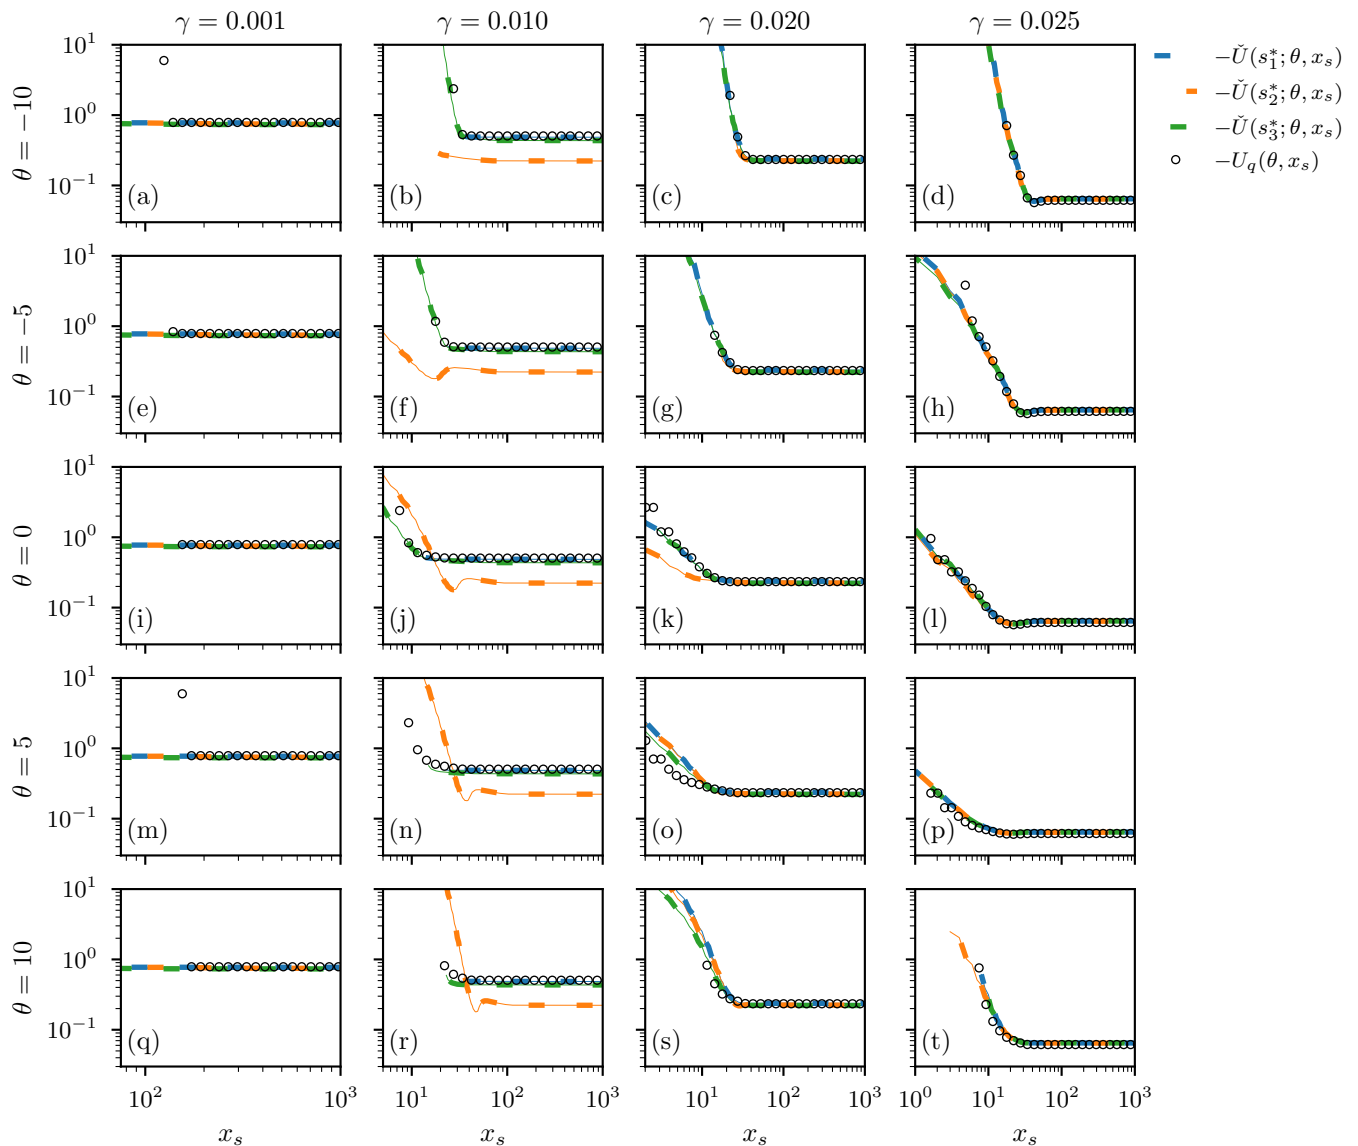 γ = 0.001 γ = 0.010 γ = 0.020 γ = 0.025
θ = −10 10¹ 10⁰ 10⁻¹ (a) (b) (c) (d)
−Ǔ(s₁*; θ, xₛ)
−Ǔ(s₂*; θ, xₛ)
−Ǔ(s₃*; θ, xₛ)
−U_q(θ, xₛ)
θ = −5 10¹ 10⁰ 10⁻¹ (e) (f) (g) (h)
θ = 0 10¹ 10⁰ 10⁻¹ (i) (j) (k) (l)
θ = 5 10¹ 10⁰ 10⁻¹ (m) (n) (o) (p)
θ = 10 10¹ 10⁰ 10⁻¹ (q) (r) (s) (t)
10² 10³ 10¹ 10² 10³ 10¹ 10² 10³ 10⁰ 10¹ 10² 10³
xₛ xₛ xₛ xₛ